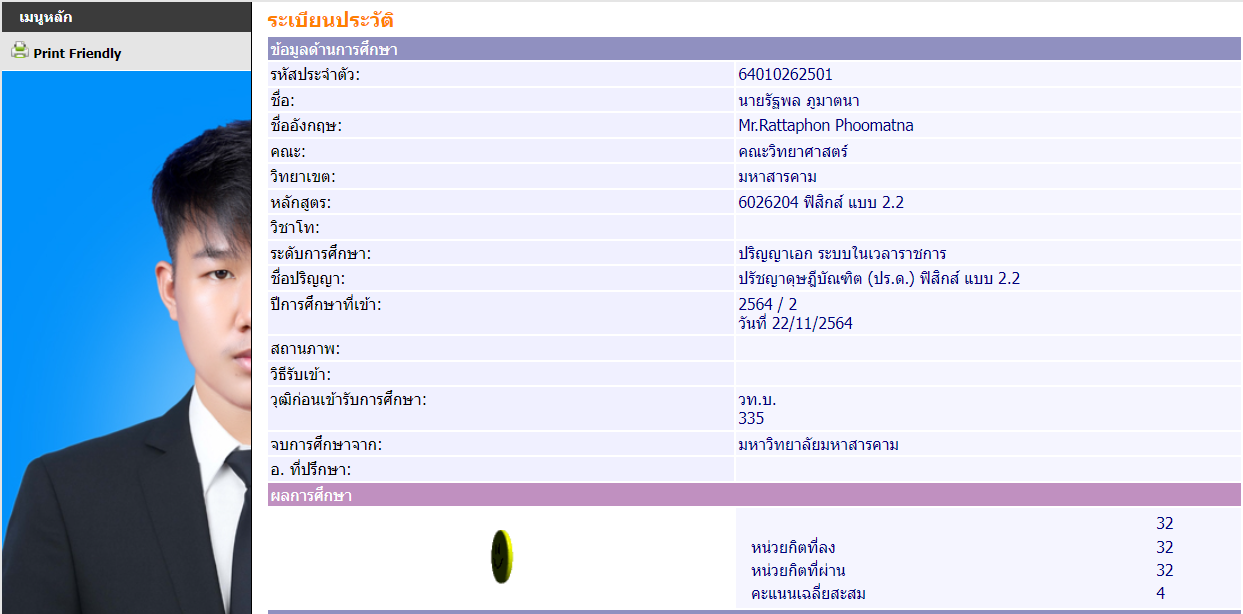 เมนูหลัก
Print Friendly
ระเบียนประวัติ
ข้อมูลด้านการศึกษา
รหัสประจำตัว: 64010262501
ชื่อ: นายรัฐพล ภูมาตนา
ชื่ออังกฤษ: Mr.Rattaphon Phoomatna
คณะ: คณะวิทยาศาสตร์
วิทยาเขต: มหาสารคาม
หลักสูตร: 6026204 ฟิสิกส์ แบบ 2.2
วิชาโท:
ระดับการศึกษา: ปริญญาเอก ระบบในเวลาราชการ
ชื่อปริญญา: ปรัชญาดุษฎีบัณฑิต (ปร.ด.) ฟิสิกส์ แบบ 2.2
ปีการศึกษาที่เข้า: 2564 / 2
วันที่ 22/11/2564
สถานภาพ:
วิธีรับเข้า:
วุฒิก่อนเข้ารับการศึกษา: วท.บ.
335
จบการศึกษาจาก: มหาวิทยาลัยมหาสารคาม
อ. ที่ปรึกษา:
ผลการศึกษา
32
หน่วยกิตที่ลง 32
หน่วยกิตที่ผ่าน 32
คะแนนเฉลี่ยสะสม 4